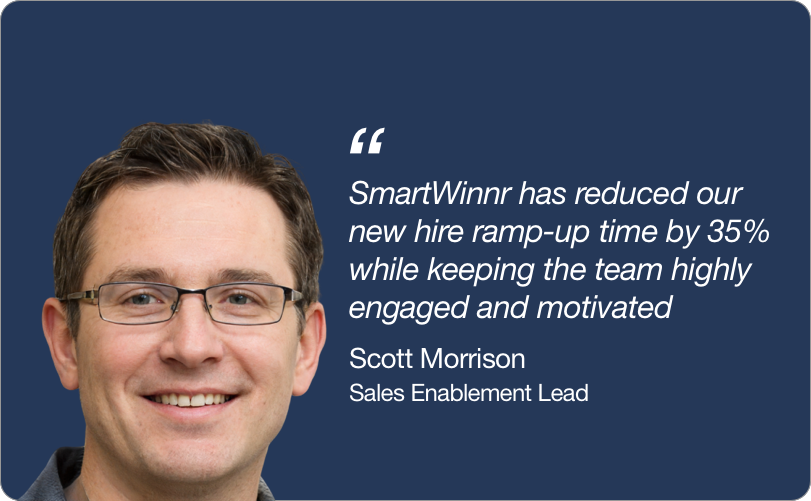 “
SmartWinnr has reduced our
new hire ramp-up time by 35%
while keeping the team highly
engaged and motivated
Scott Morrison
Sales Enablement Lead